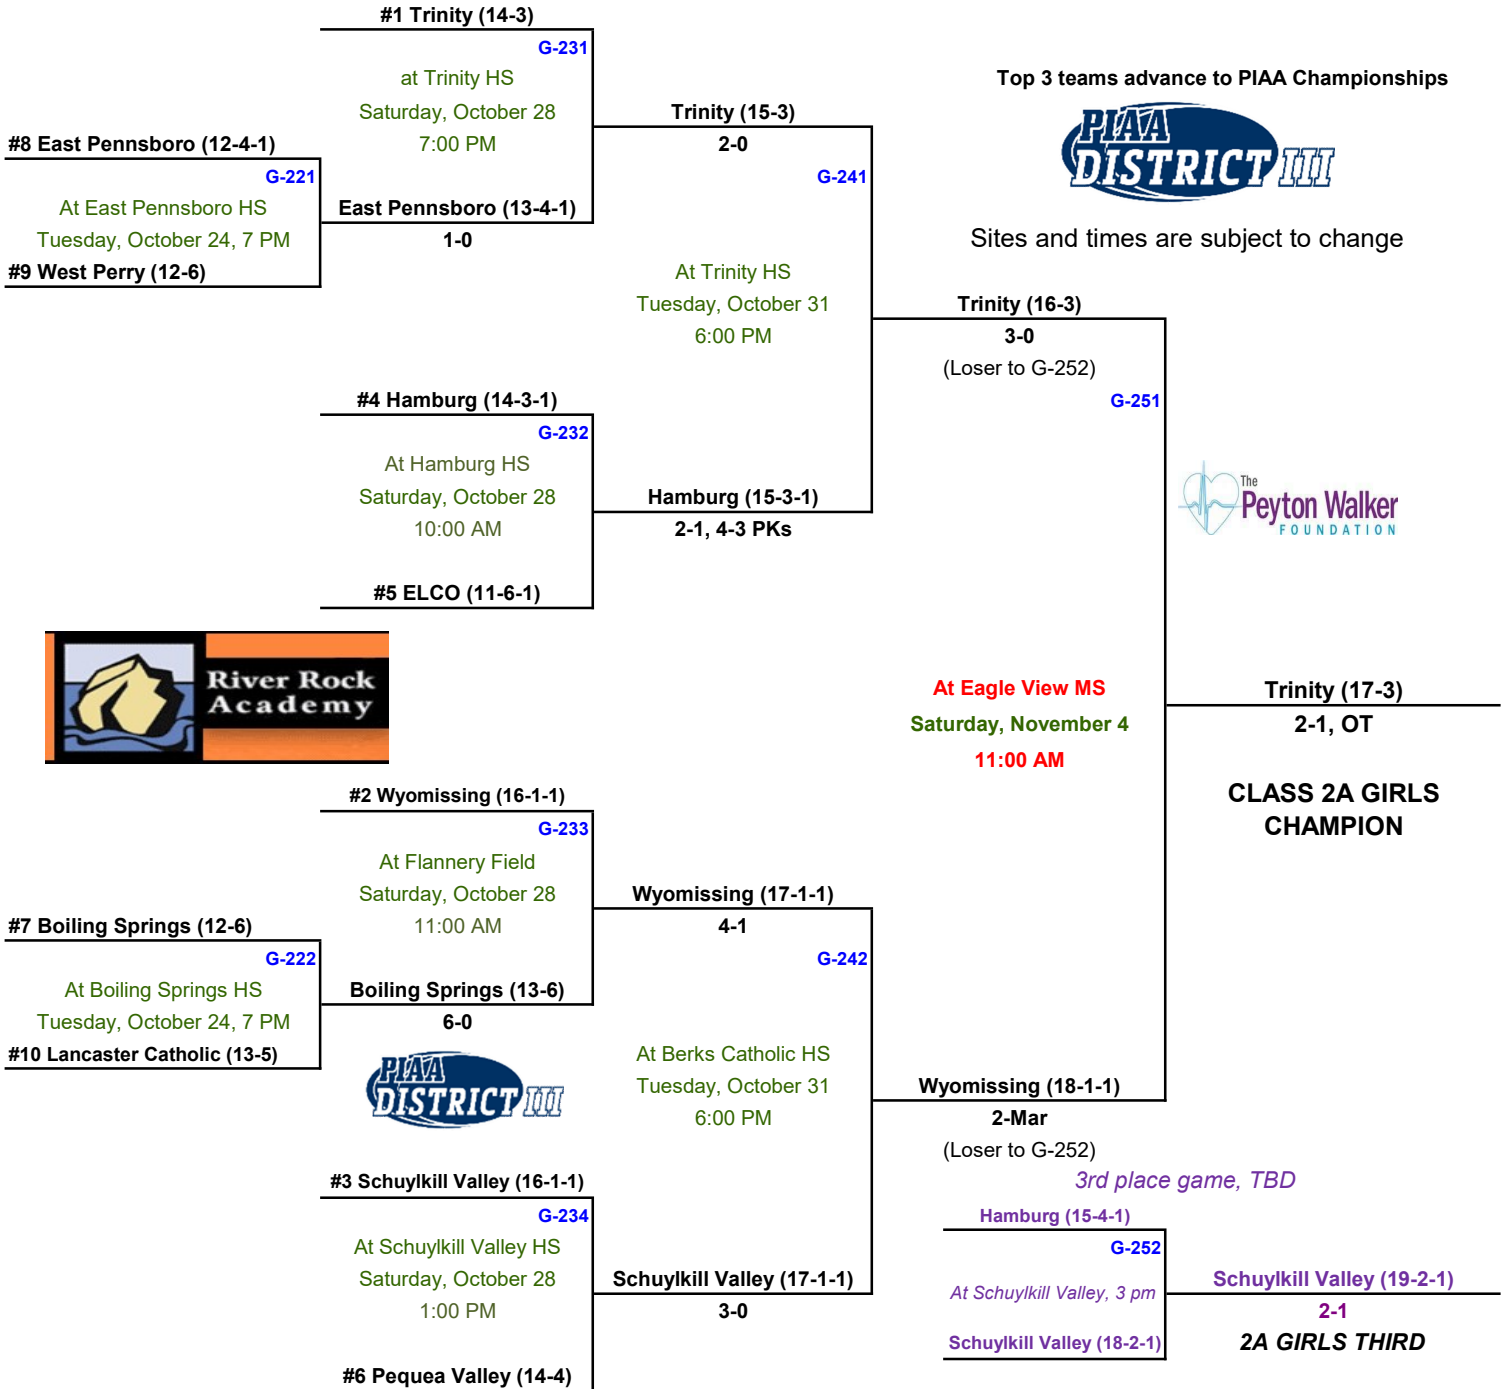 #1 Trinity (14-3)
G-231
at Trinity HS
Saturday, October 28
7:00 PM
Top 3 teams advance to PIAA Championships
PIAA
DISTRICT III
Sites and times are subject to change
Trinity (15-3)
2-0
#8 East Pennsboro (12-4-1)
G-221
At East Pennsboro HS
Tuesday, October 24, 7 PM
#9 West Perry (12-6)
East Pennsboro (13-4-1)
1-0
G-241
At Trinity HS
Tuesday, October 31
6:00 PM
Trinity (16-3)
3-0
(Loser to G-252)
G-251
#4 Hamburg (14-3-1)
G-232
At Hamburg HS
Saturday, October 28
10:00 AM
Hamburg (15-3-1)
2-1, 4-3 PKs
#5 ELCO (11-6-1)
The
Peyton Walker
FOUNDATION
River Rock
Academy
At Eagle View MS
Saturday, November 4
11:00 AM
Trinity (17-3)
2-1, OT
CLASS 2A GIRLS
CHAMPION
#2 Wyomissing (16-1-1)
G-233
At Flannery Field
Saturday, October 28
11:00 AM
Wyomissing (17-1-1)
4-1
#7 Boiling Springs (12-6)
G-222
At Boiling Springs HS
Tuesday, October 24, 7 PM
#10 Lancaster Catholic (13-5)
Boiling Springs (13-6)
6-0
G-242
At Berks Catholic HS
Tuesday, October 31
6:00 PM
PIAA
DISTRICT III
Wyomissing (18-1-1)
2-Mar
(Loser to G-252)
#3 Schuylkill Valley (16-1-1)
G-234
At Schuylkill Valley HS
Saturday, October 28
1:00 PM
Schuylkill Valley (17-1-1)
3-0
#6 Pequea Valley (14-4)
3rd place game, TBD
Hamburg (15-4-1)
G-252
At Schuylkill Valley, 3 pm
Schuylkill Valley (18-2-1)
Schuylkill Valley (19-2-1)
2-1
2A GIRLS THIRD